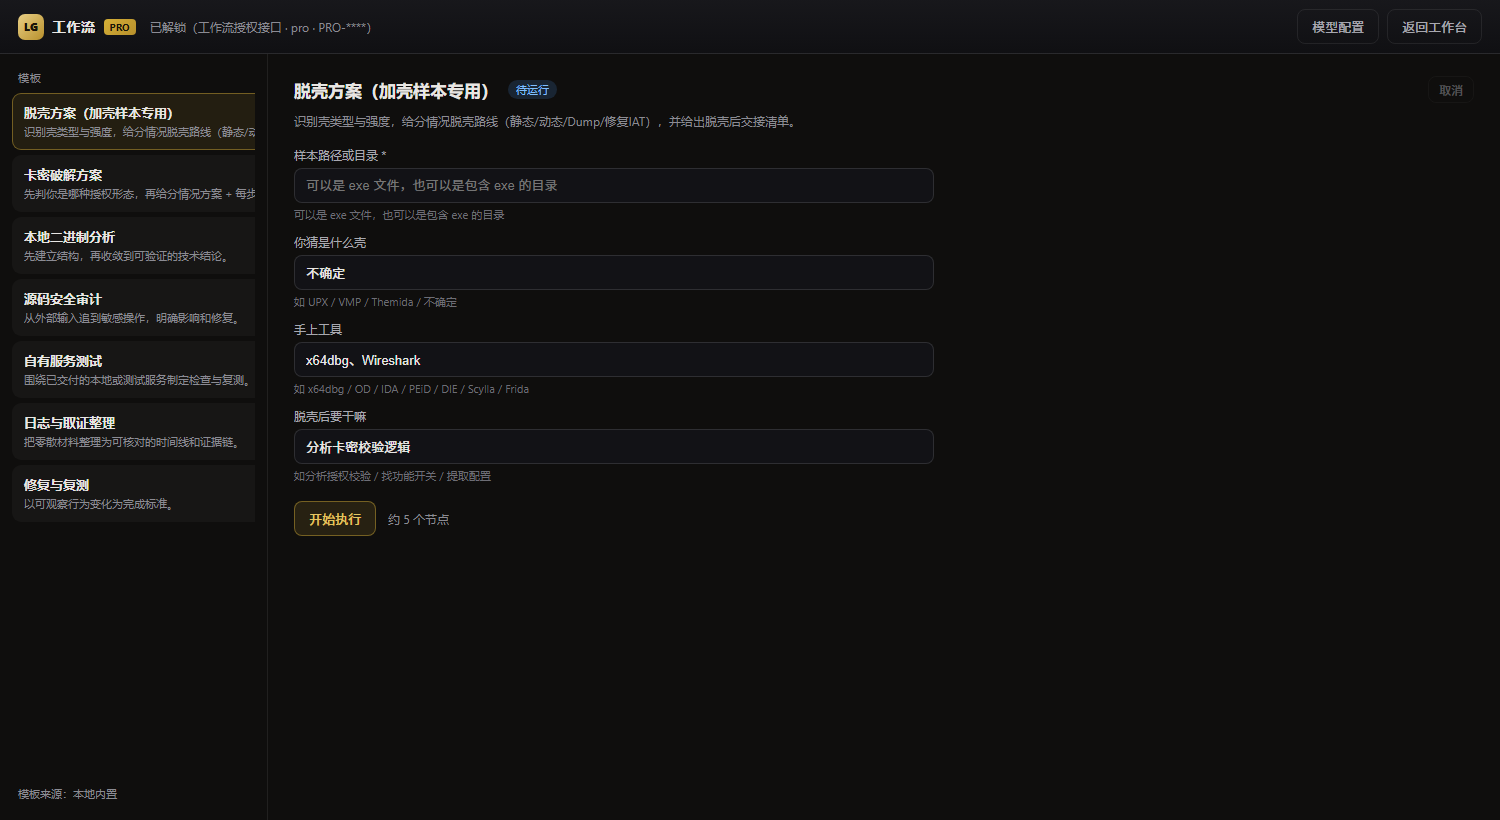 LG 工作流 PRO 已解锁（工作流授权接口 · pro · PRO-****） 模型配置 返回工作台
模板
脱壳方案（加壳样本专用）
识别壳类型与强度，给分情况脱壳路线（静态/
卡密破解方案
先判你是哪种授权形态，再给分情况方案 + 每步
本地二进制分析
先建立结构，再收敛到可验证的技术结论。
源码安全审计
从外部输入追到敏感操作，明确影响和修复。
自有服务测试
围绕已交付的本地或测试服务制定检查与复测。
日志与取证整理
把零散材料整理为可核对的时间线和证据链。
修复与复测
以可观察行为变化为完成标准。
模板来源：本地内置
脱壳方案（加壳样本专用） 待运行 取消
识别壳类型与强度，给分情况脱壳路线（静态/动态/Dump/修复IAT），并给出脱壳后交接清单。
样本路径或目录 *
可以是 exe 文件，也可以是包含 exe 的目录
可以是 exe 文件，也可以是包含 exe 的目录
你猜是什么壳
不确定
如 UPX / VMP / Themida / 不确定
手上工具
x64dbg、Wireshark
如 x64dbg / OD / IDA / PEiD / DIE / Scylla / Frida
脱壳后要干嘛
分析卡密校验逻辑
如分析授权校验 / 找功能开关 / 提取配置
开始执行 约 5 个节点